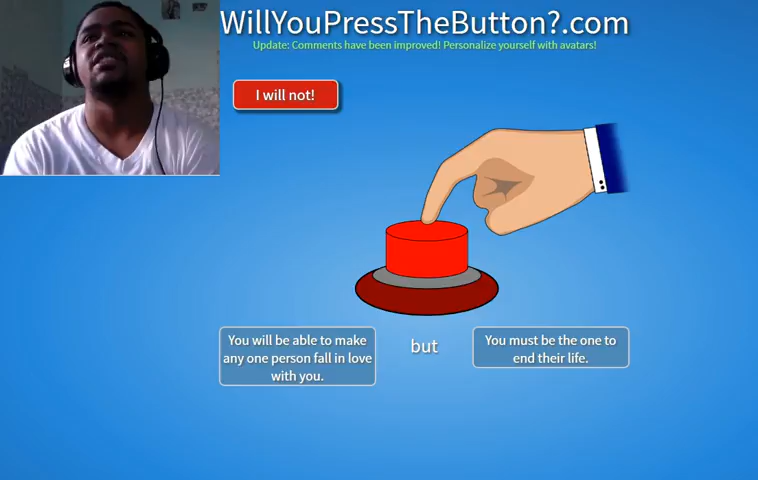 WillYouPressTheButton?.com
Update: Comments have been improved! Personalize yourself with avatars!
I will not!
You will be able to make
any one person fall in love
with you.
but
You must be the one to
end their life.